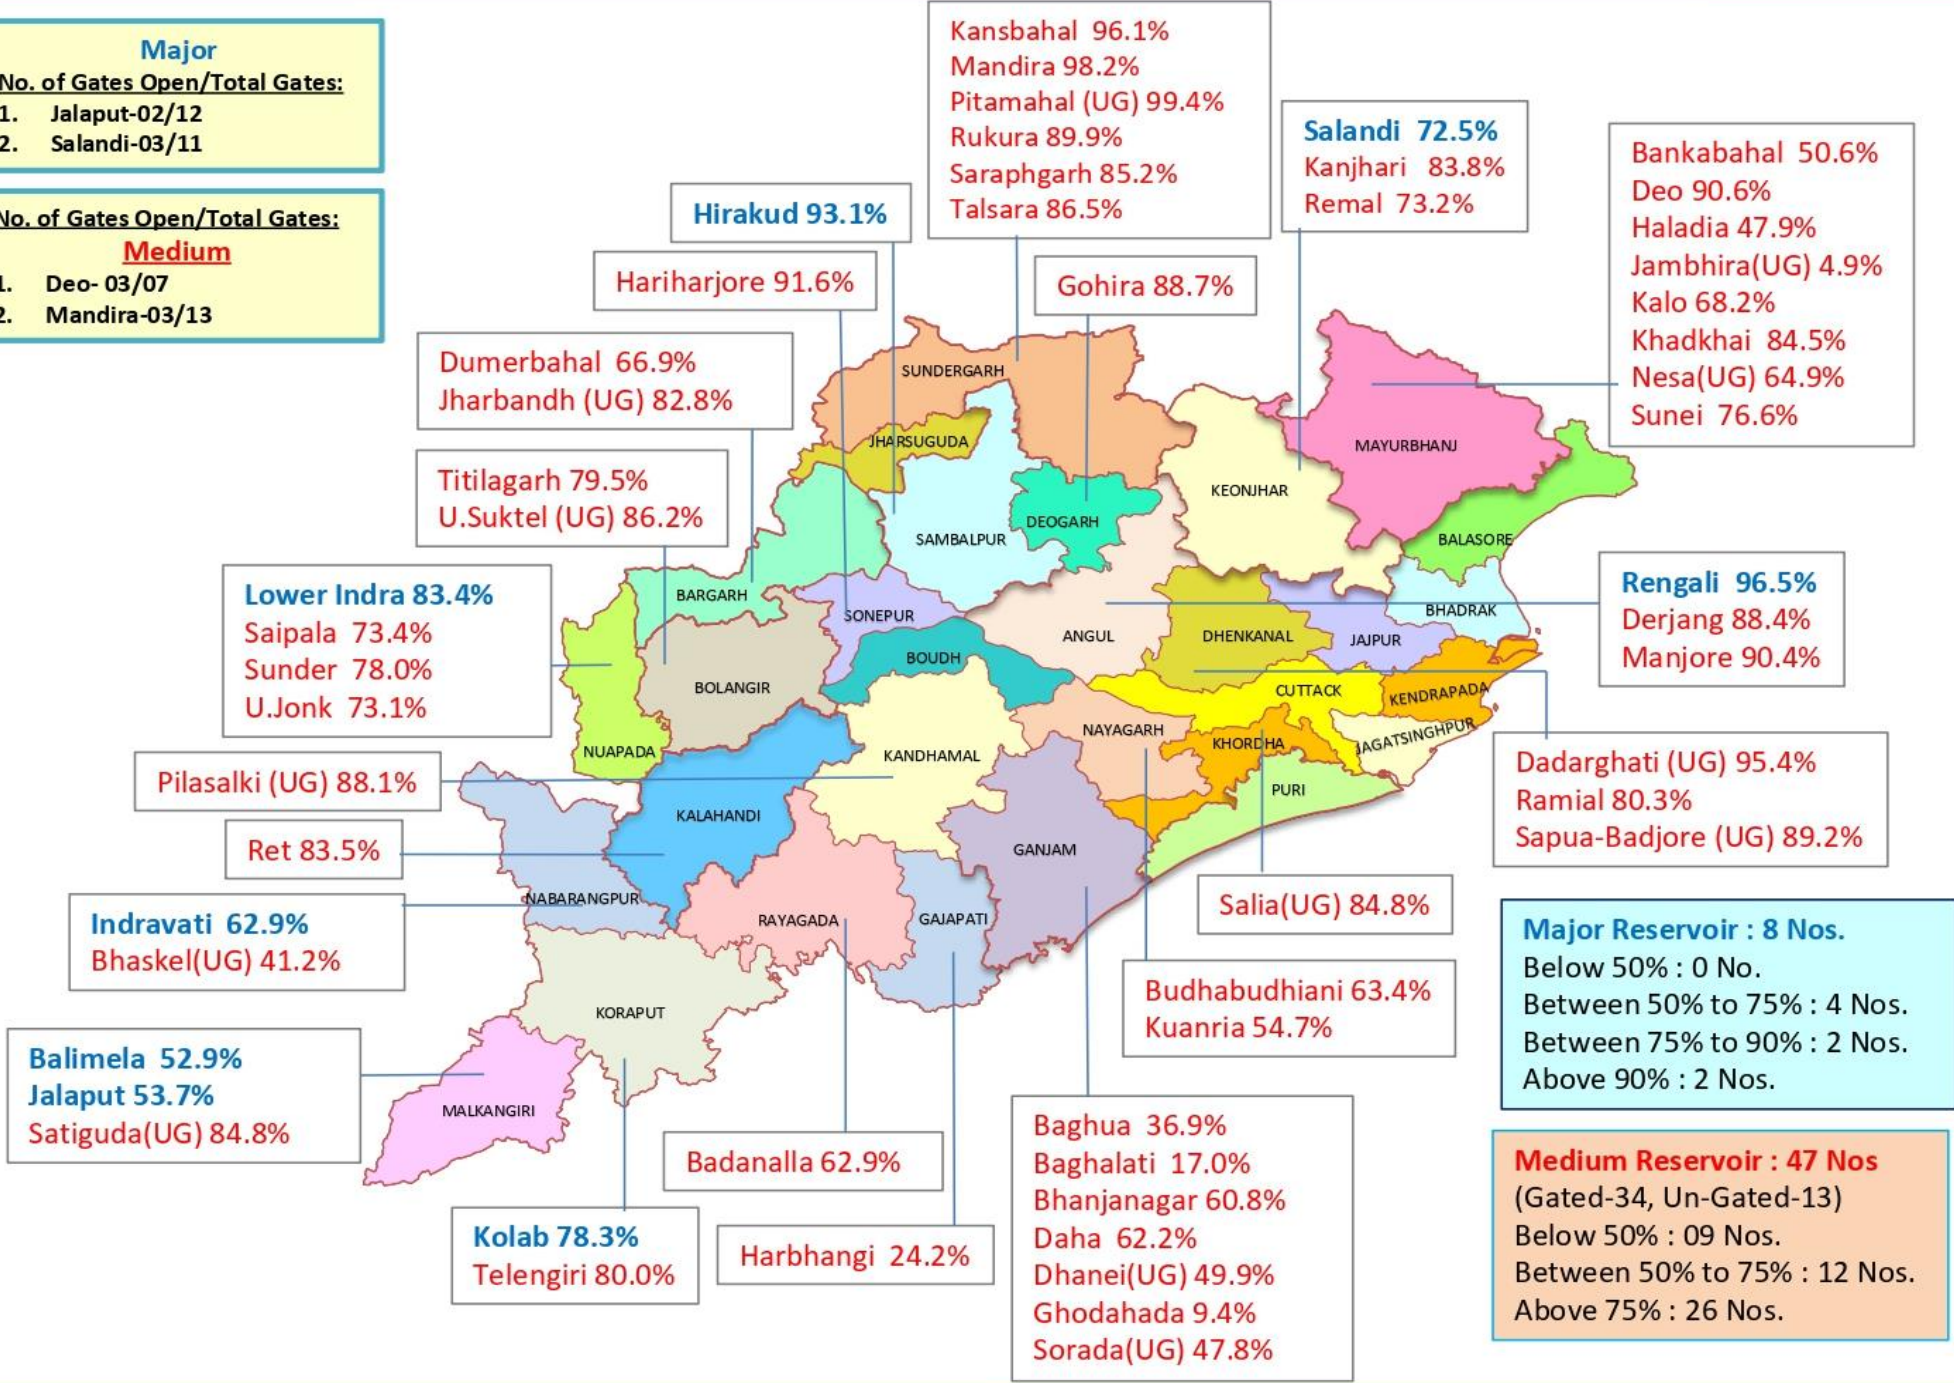 Major
No. of Gates Open/Total Gates:
1. Jalaput-02/12
2. Salandi-03/11
No. of Gates Open/Total Gates:
Medium
1. Deo- 03/07
2. Mandira-03/13
Kansbahal 96.1%
Mandira 98.2%
Pitamahal (UG) 99.4%
Rukura 89.9%
Saraphgarh 85.2%
Talsara 86.5%
Salandi 72.5%
Kanjhari 83.8%
Remal 73.2%
Bankabahal 50.6%
Deo 90.6%
Haladia 47.9%
Jambhira(UG) 4.9%
Kalo 68.2%
Khadkhai 84.5%
Nesa(UG) 64.9%
Sunei 76.6%
Hirakud 93.1%
Hariharjore 91.6%
Gohira 88.7%
Dumerbahal 66.9%
Jharbandh (UG) 82.8%
Titilagarh 79.5%
U.Suktel (UG) 86.2%
Lower Indra 83.4%
Saipala 73.4%
Sunder 78.0%
U.Jonk 73.1%
Pilasalki (UG) 88.1%
Ret 83.5%
Indravati 62.9%
Bhaskel(UG) 41.2%
Balimela 52.9%
Jalaput 53.7%
Satiguda(UG) 84.8%
SUNDERGARH
JHARSUGUDA
MAYURBHANJ
KEONJHAR
DEOGARH
SAMBALPUR
BALASORE
BARGARH
SONEPUR
BHADRAK
ANGUL
DHENKANAL
JAJPUR
BOUDH
BOLANGIR
CUTTACK
KENDRAPADA
NAYAGARH
KHORDHA
JAGATSINGHPUR
NUAPADA
KANDHAMAL
PURI
KALAHANDI
GANJAM
NABARANGPUR
RAYAGADA
GAJAPATI
KORAPUT
MALKANGIRI
Rengali 96.5%
Derjang 88.4%
Manjore 90.4%
Dadarghati (UG) 95.4%
Ramial 80.3%
Sapua-Badjore (UG) 89.2%
Salia(UG) 84.8%
Budhabudhiani 63.4%
Kuanria 54.7%
Badanalla 62.9%
Kolab 78.3%
Telengiri 80.0%
Harbhangi 24.2%
Baghua 36.9%
Baghalati 17.0%
Bhanjanagar 60.8%
Daha 62.2%
Dhanei(UG) 49.9%
Ghodahada 9.4%
Sorada(UG) 47.8%
Major Reservoir : 8 Nos.
Below 50% : 0 No.
Between 50% to 75% : 4 Nos.
Between 75% to 90% : 2 Nos.
Above 90% : 2 Nos.
Medium Reservoir : 47 Nos
(Gated-34, Un-Gated-13)
Below 50% : 09 Nos.
Between 50% to 75% : 12 Nos.
Above 75% : 26 Nos.